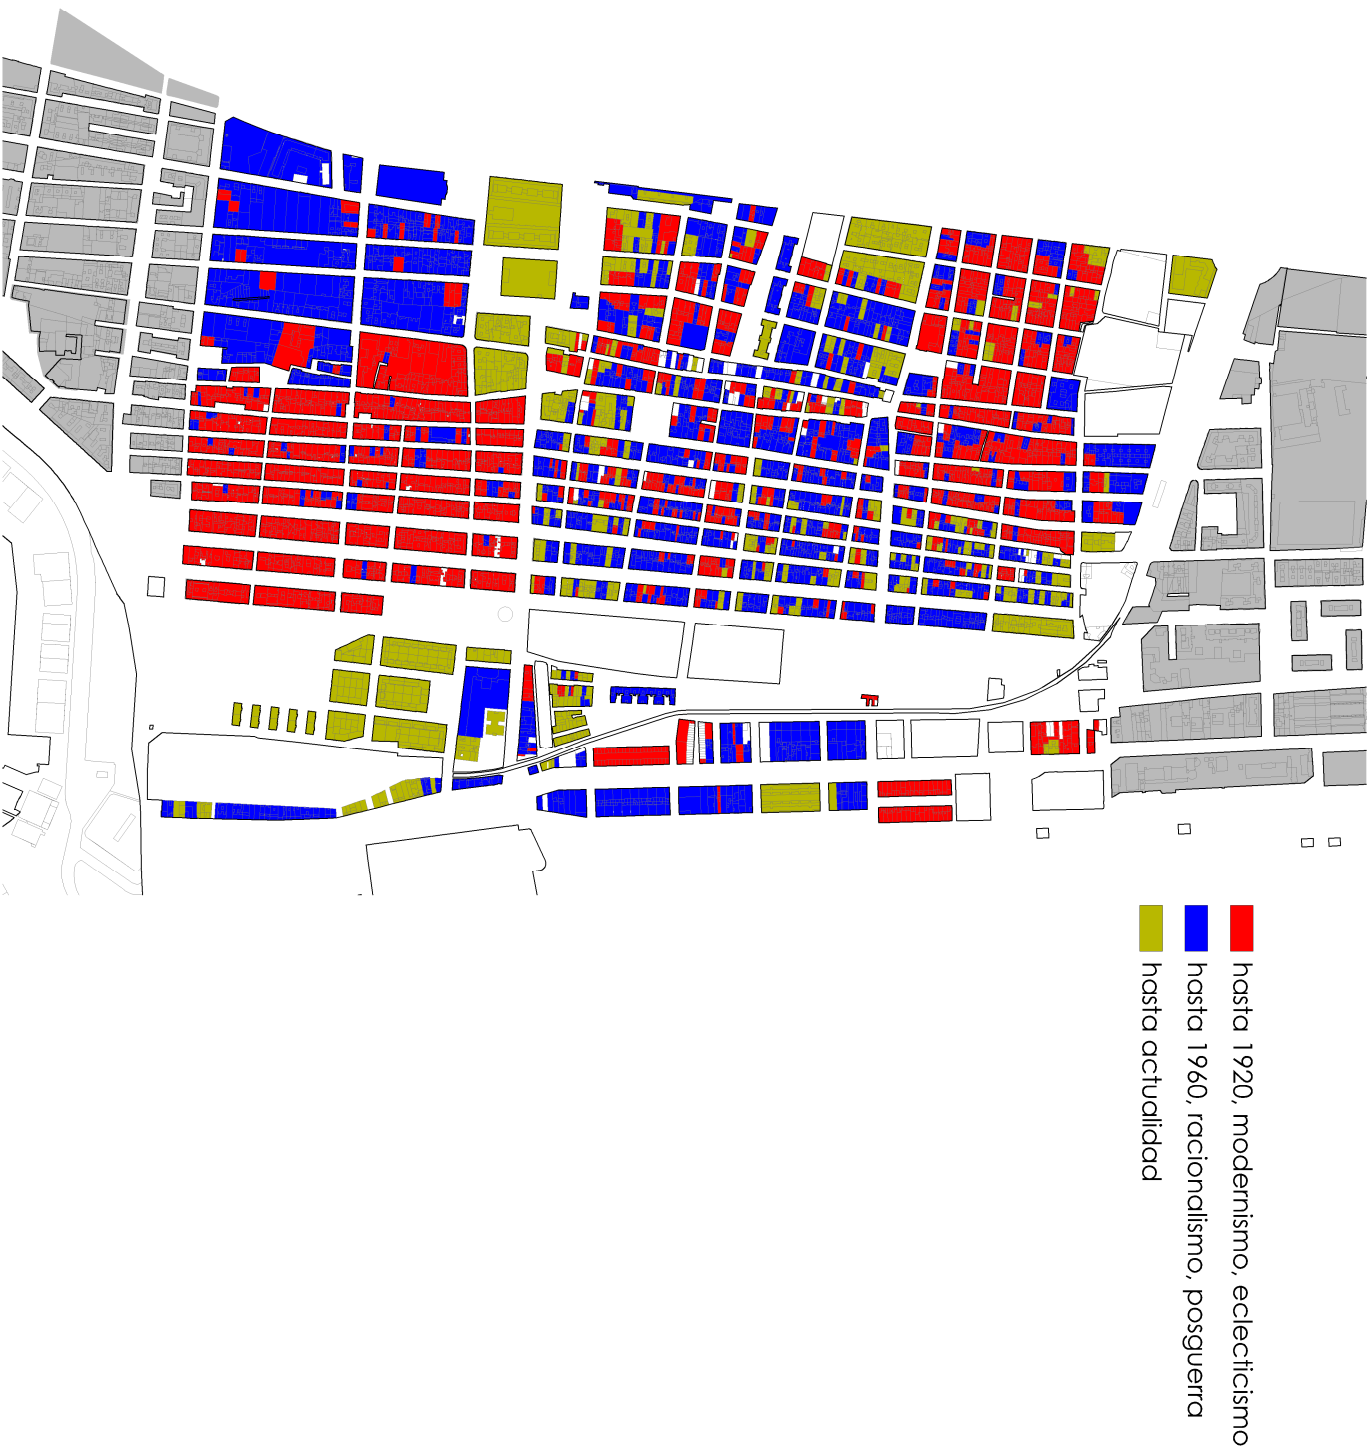 hasta 1920, modernismo, eclecticismo
hasta 1960, racionalismo, posguerra
hasta actualidad